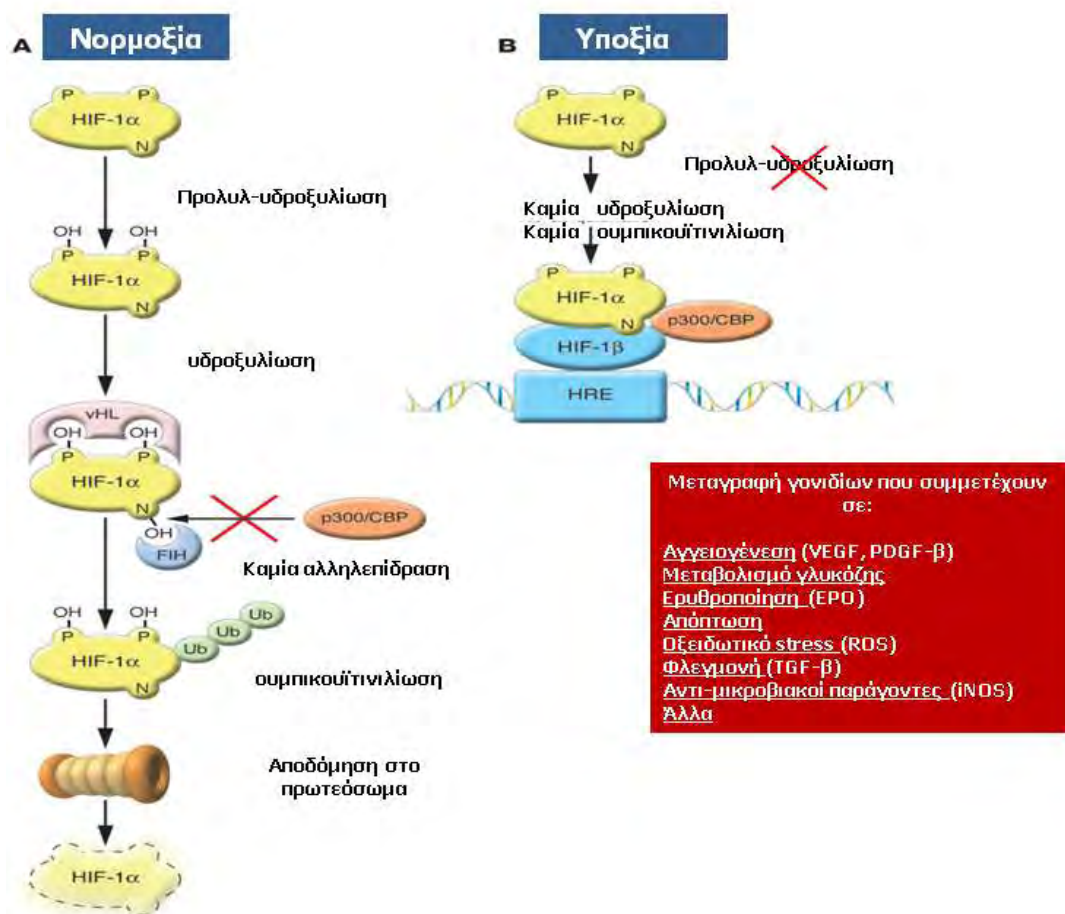 A Νορμοξία
P P
HIF-1α
N
Προλυλ-υδροξυλίωση
OH OH
P P
HIF-1α
N
υδροξυλίωση
vHL
OH OH
P P
HIF-1α
N
OH
FIH
p300/CBP
Καμία αλληλεπίδραση
OH OH
P P
HIF-1α
N
Ub Ub Ub
ουμπικουϊτινιλίωση
Αποδόμηση στο
πρωτεόσωμα
HIF-1α
B Υποξία
P P
HIF-1α
N
Προλυλ-υδροξυλίωση
Καμία υδροξυλίωση
Καμία ουμπικουϊτινιλίωση
P P
HIF-1α
N
p300/CBP
HIF-1β
HRE
Μεταγραφή γονιδίων που συμμετέχουν
σε:
Αγγειογένεση (VEGF, PDGF-β)
Μεταβολισμό γλυκόζης
Ερυθροποίηση (EPO)
Απόπτωση
Οξειδωτικό stress (ROS)
Φλεγμονή (TGF-β)
Αντι-μικροβιακοί παράγοντες (iNOS)
Άλλα